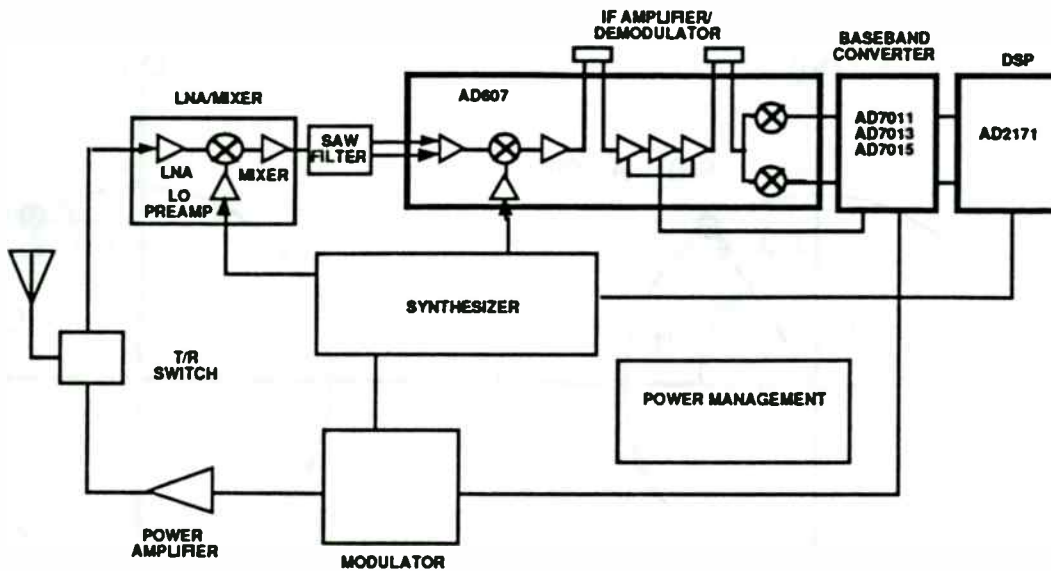 IF AMPLIFIER/
DEMODULATOR
BASEBAND
CONVERTER
DSP
LNA/MIXER
AD607
SAW
FILTER
AD7011
AD7013
AD7015
AD2171
LNA
MIXER
LO
PREAMP
SYNTHESIZER
T/R
SWITCH
POWER MANAGEMENT
POWER
AMPLIFIER
MODULATOR